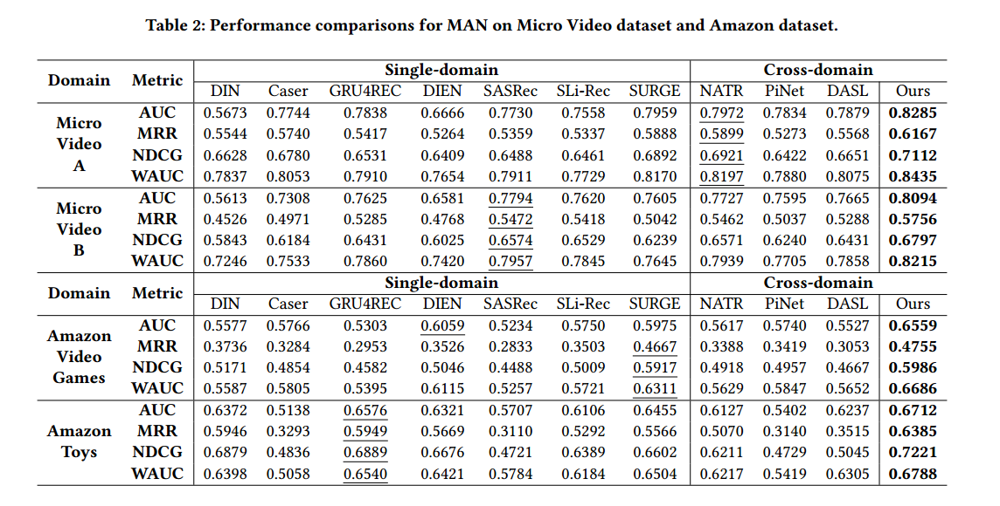 Table 2: Performance comparisons for MAN on Micro Video dataset and Amazon dataset.
Domain Metric Single-domain Cross-domain
DIN Caser GRU4REC DIEN SASRec SLi-Rec SURGE NATR PiNet DASL Ours
Micro Video A
AUC 0.5673 0.7744 0.7838 0.6666 0.7730 0.7558 0.7959 0.7972 0.7834 0.7879 0.8285
MRR 0.5544 0.5740 0.5417 0.5264 0.5359 0.5337 0.5888 0.5899 0.5273 0.5568 0.6167
NDCG 0.6628 0.6780 0.6531 0.6409 0.6488 0.6461 0.6892 0.6921 0.6422 0.6651 0.7112
WAUC 0.7837 0.8053 0.7910 0.7654 0.7911 0.7729 0.8170 0.8197 0.7880 0.8075 0.8435
Micro Video B
AUC 0.5613 0.7308 0.7625 0.6581 0.7794 0.7620 0.7605 0.7727 0.7595 0.7665 0.8094
MRR 0.4526 0.4971 0.5285 0.4768 0.5472 0.5418 0.5042 0.5462 0.5037 0.5288 0.5756
NDCG 0.5843 0.6184 0.6431 0.6025 0.6574 0.6529 0.6239 0.6571 0.6240 0.6431 0.6797
WAUC 0.7246 0.7533 0.7860 0.7420 0.7957 0.7845 0.7645 0.7939 0.7705 0.7858 0.8215
Domain Metric Single-domain Cross-domain
DIN Caser GRU4REC DIEN SASRec SLi-Rec SURGE NATR PiNet DASL Ours
Amazon Video Games
AUC 0.5577 0.5766 0.5303 0.6059 0.5234 0.5750 0.5975 0.5617 0.5740 0.5527 0.6559
MRR 0.3736 0.3284 0.2953 0.3526 0.2833 0.3503 0.4667 0.3388 0.3419 0.3053 0.4755
NDCG 0.5171 0.4854 0.4582 0.5046 0.4488 0.5009 0.5917 0.4918 0.4957 0.4667 0.5986
WAUC 0.5587 0.5805 0.5395 0.6115 0.5257 0.5721 0.6311 0.5629 0.5847 0.5652 0.6686
Amazon Toys
AUC 0.6372 0.5138 0.6576 0.6321 0.5707 0.6106 0.6455 0.6127 0.5402 0.6237 0.6712
MRR 0.5946 0.3293 0.5949 0.5669 0.3110 0.5292 0.5566 0.5070 0.3140 0.3515 0.6385
NDCG 0.6879 0.4836 0.6889 0.6676 0.4721 0.6389 0.6602 0.6211 0.4729 0.5045 0.7221
WAUC 0.6398 0.5058 0.6540 0.6421 0.5784 0.6184 0.6504 0.6217 0.5419 0.6305 0.6788